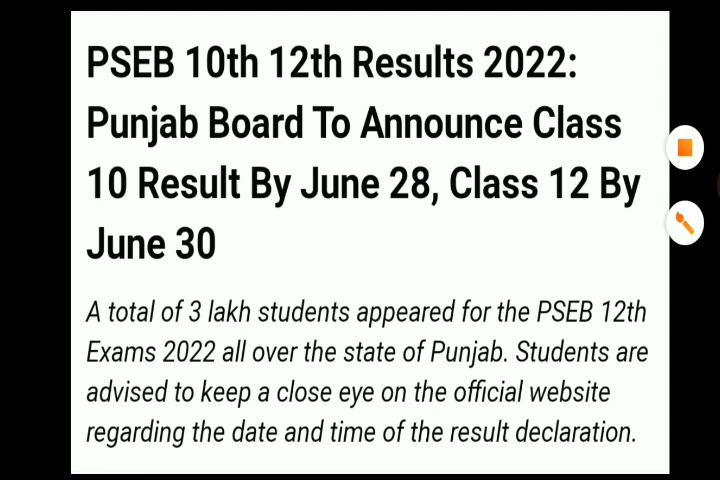 PSEB 10th 12th Results 2022:
Punjab Board To Announce Class
10 Result By June 28, Class 12 By
June 30
A total of 3 lakh students appeared for the PSEB 12th
Exams 2022 all over the state of Punjab. Students are
advised to keep a close eye on the official website
regarding the date and time of the result declaration.